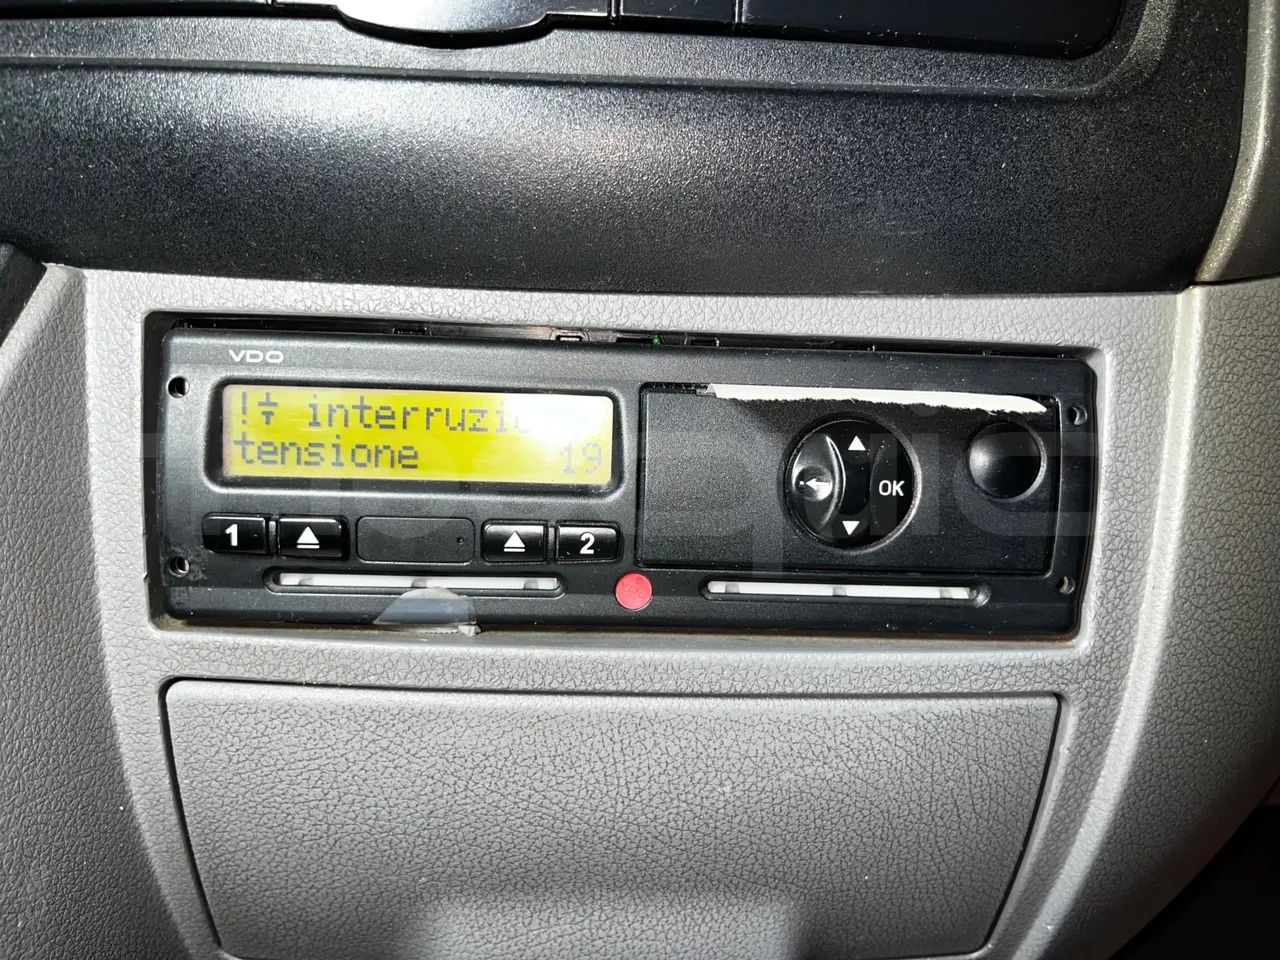 VDO
! interruzi
tensione 19
1
2
OK